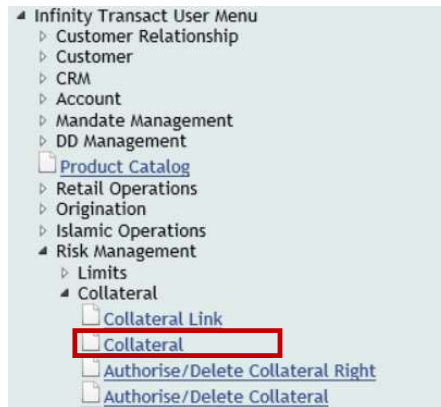 Infinity Transact User Menu
Customer Relationship
Customer
CRM
Account
Mandate Management
DD Management
Product Catalog
Retail Operations
Origination
Islamic Operations
Risk Management
Limits
Collateral
Collateral Link
Collateral
Authorise/Delete Collateral Right
Authorise/Delete Collateral